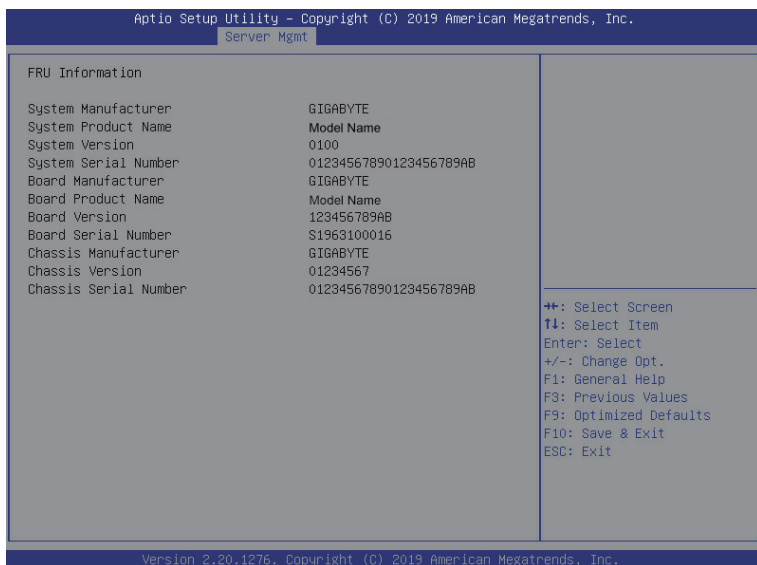 Aptio Setup Utility – Copyright (C) 2019 American Megatrends, Inc.
Server Mgmt
FRU Information
System Manufacturer GIGABYTE
System Product Name Model Name
System Version 0100
System Serial Number 01234567890123456789AB
Board Manufacturer GIGABYTE
Board Product Name Model Name
Board Version 123456789AB
Board Serial Number S1963100016
Chassis Manufacturer GIGABYTE
Chassis Version 01234567
Chassis Serial Number 01234567890123456789AB
→←: Select Screen
↑↓: Select Item
Enter: Select
+/-: Change Opt.
F1: General Help
F3: Previous Values
F9: Optimized Defaults
F10: Save & Exit
ESC: Exit
Version 2.20.1276. Copyright (C) 2019 American Megatrends, Inc.